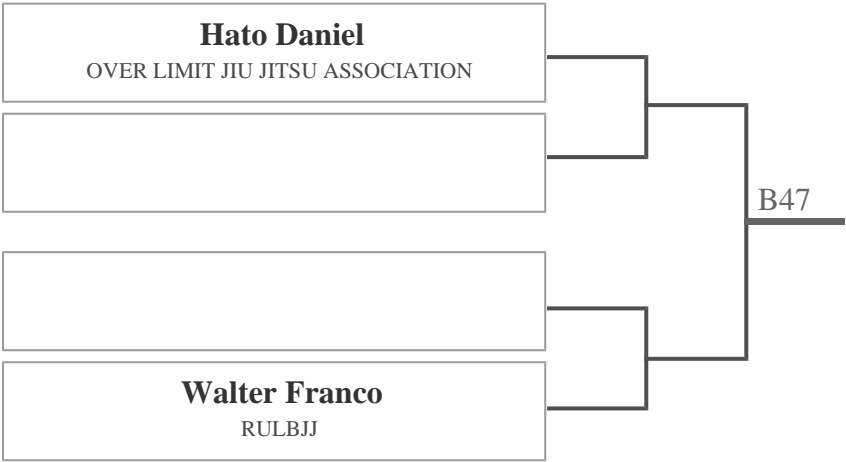 Hato Daniel
OVER LIMIT JIU JITSU ASSOCIATION
B47
Walter Franco
RULBJJ